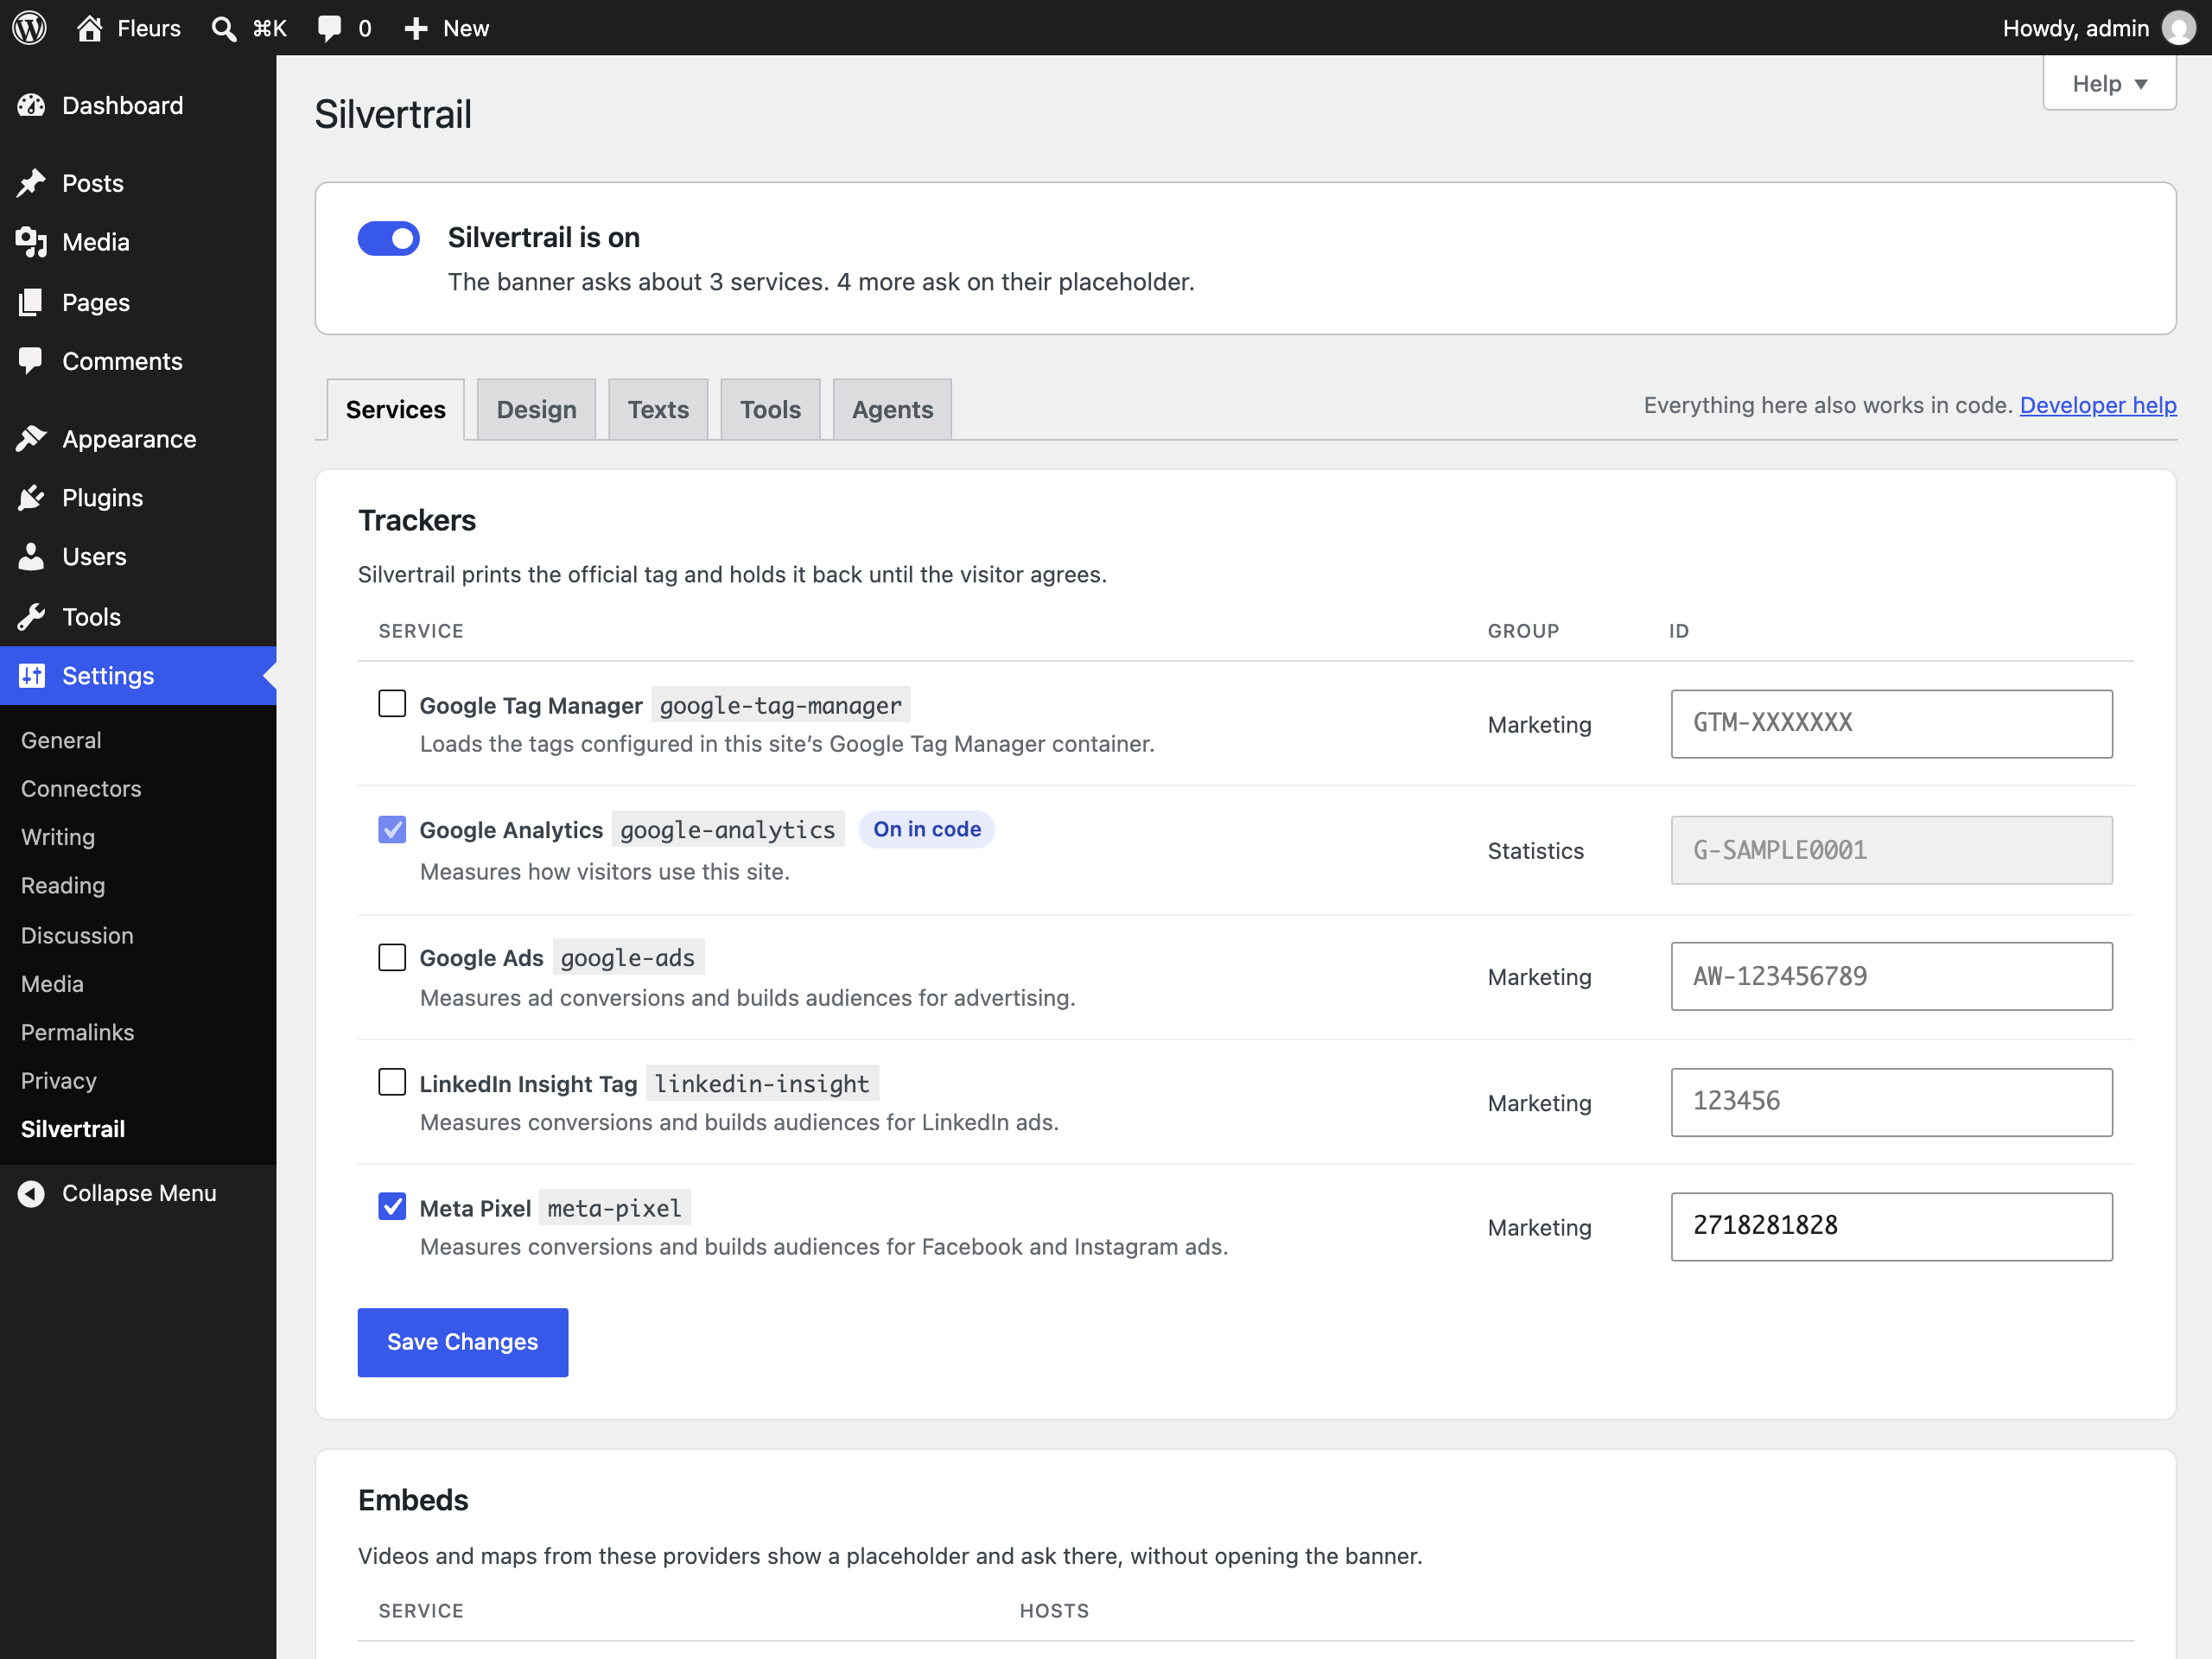 Fleurs ⌘K 0 New Howdy, admin
Help ▼
Dashboard
Posts
Media
Pages
Comments
Appearance
Plugins
Users
Tools
Settings
General
Connectors
Writing
Reading
Discussion
Media
Permalinks
Privacy
Silvertrail
Collapse Menu
Silvertrail
Silvertrail is on
The banner asks about 3 services. 4 more ask on their placeholder.
Services Design Texts Tools Agents
Everything here also works in code. Developer help
Trackers
Silvertrail prints the official tag and holds it back until the visitor agrees.
SERVICE GROUP ID
Google Tag Manager google-tag-manager
Loads the tags configured in this site’s Google Tag Manager container.
Marketing
GTM-XXXXXXX
Google Analytics google-analytics On in code
Measures how visitors use this site.
Statistics
G-SAMPLE0001
Google Ads google-ads
Measures ad conversions and builds audiences for advertising.
Marketing
AW-123456789
LinkedIn Insight Tag linkedin-insight
Measures conversions and builds audiences for LinkedIn ads.
Marketing
123456
Meta Pixel meta-pixel
Measures conversions and builds audiences for Facebook and Instagram ads.
Marketing
2718281828
Save Changes
Embeds
Videos and maps from these providers show a placeholder and ask there, without opening the banner.
SERVICE HOSTS